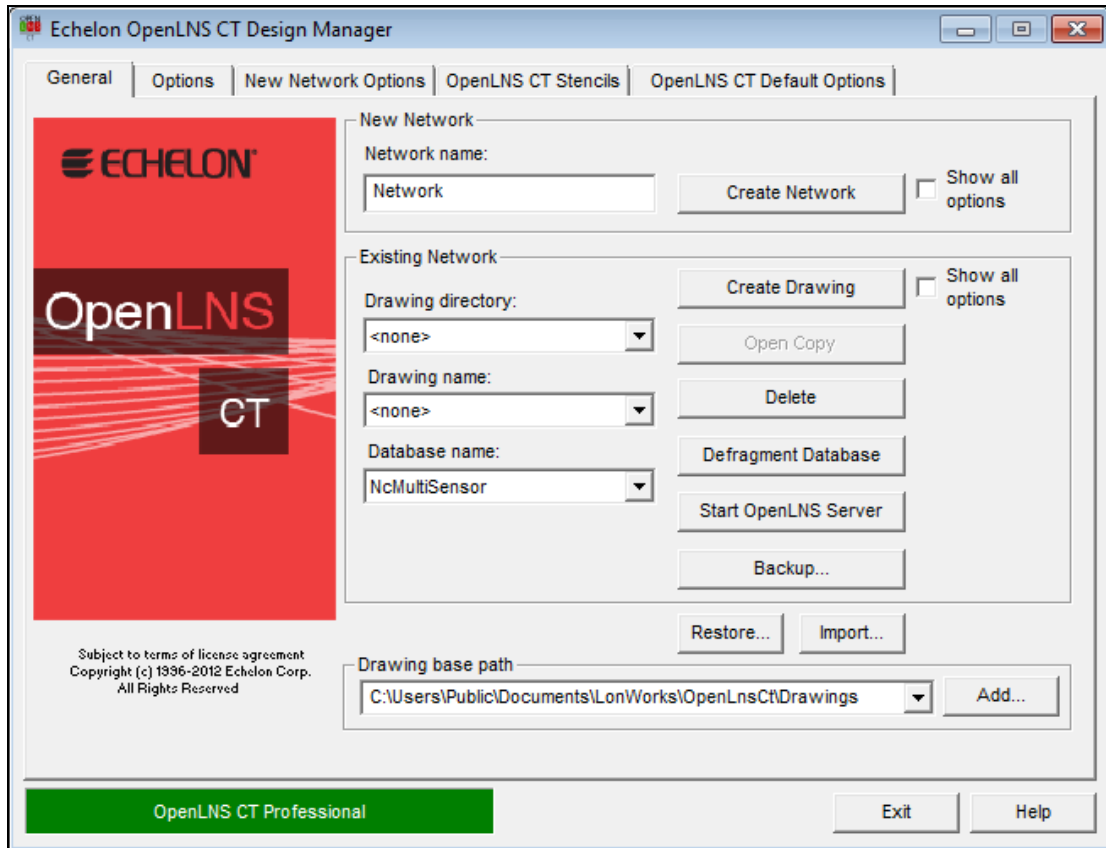 Echelon OpenLNS CT Design Manager
General
Options
New Network Options
OpenLNS CT Stencils
OpenLNS CT Default Options
ECHELON
OpenLNS
CT
Subject to terms of license agreement
Copyright (c) 1996-2012 Echelon Corp.
All Rights Reserved
New Network
Network name:
Network
Create Network
Show all
options
Existing Network
Drawing directory:
<none>
Drawing name:
<none>
Database name:
NcMultiSensor
Create Drawing
Show all
options
Open Copy
Delete
Defragment Database
Start OpenLNS Server
Backup...
Restore...
Import...
Drawing base path
C:\Users\Public\Documents\LonWorks\OpenLnsCt\Drawings
Add...
OpenLNS CT Professional
Exit
Help